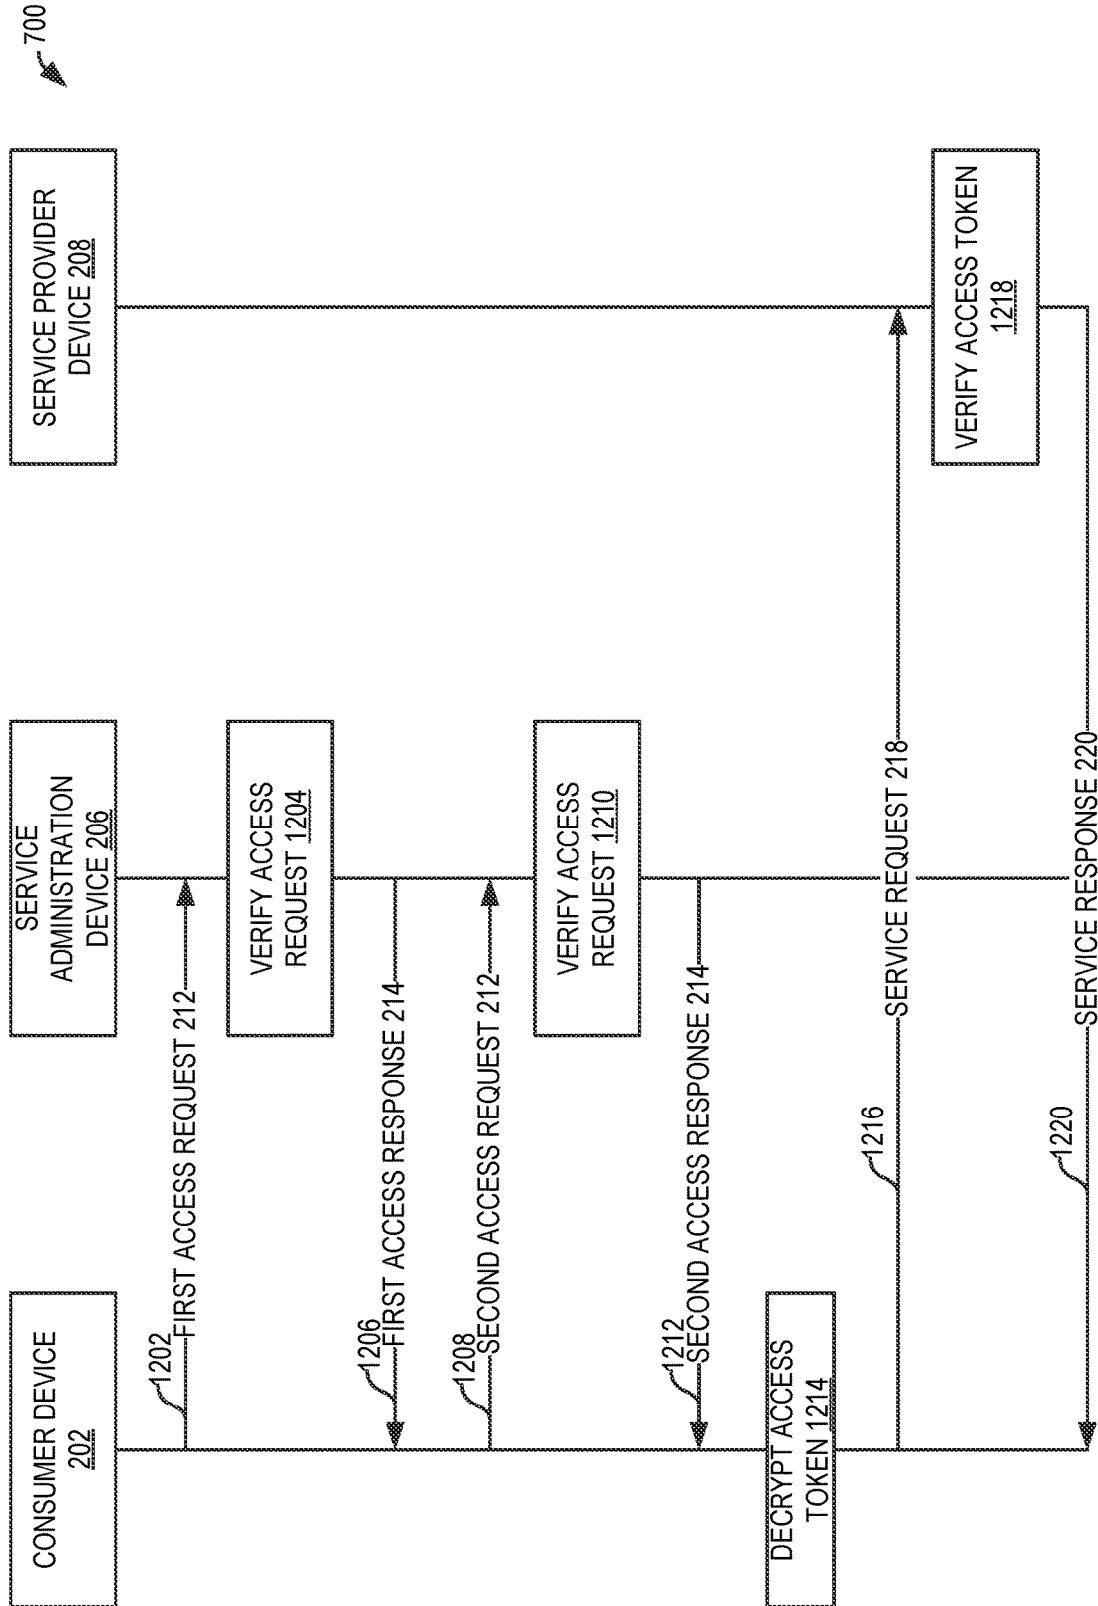 700
CONSUMER DEVICE
202
SERVICE
ADMINISTRATION
DEVICE 206
SERVICE PROVIDER
DEVICE 208
1202
FIRST ACCESS REQUEST 212
VERIFY ACCESS
REQUEST 1204
1206
FIRST ACCESS RESPONSE 214
1208
SECOND ACCESS REQUEST 212
VERIFY ACCESS
REQUEST 1210
1212
SECOND ACCESS RESPONSE 214
DECRYPT ACCESS
TOKEN 1214
1216
SERVICE REQUEST 218
VERIFY ACCESS TOKEN
1218
1220
SERVICE RESPONSE 220